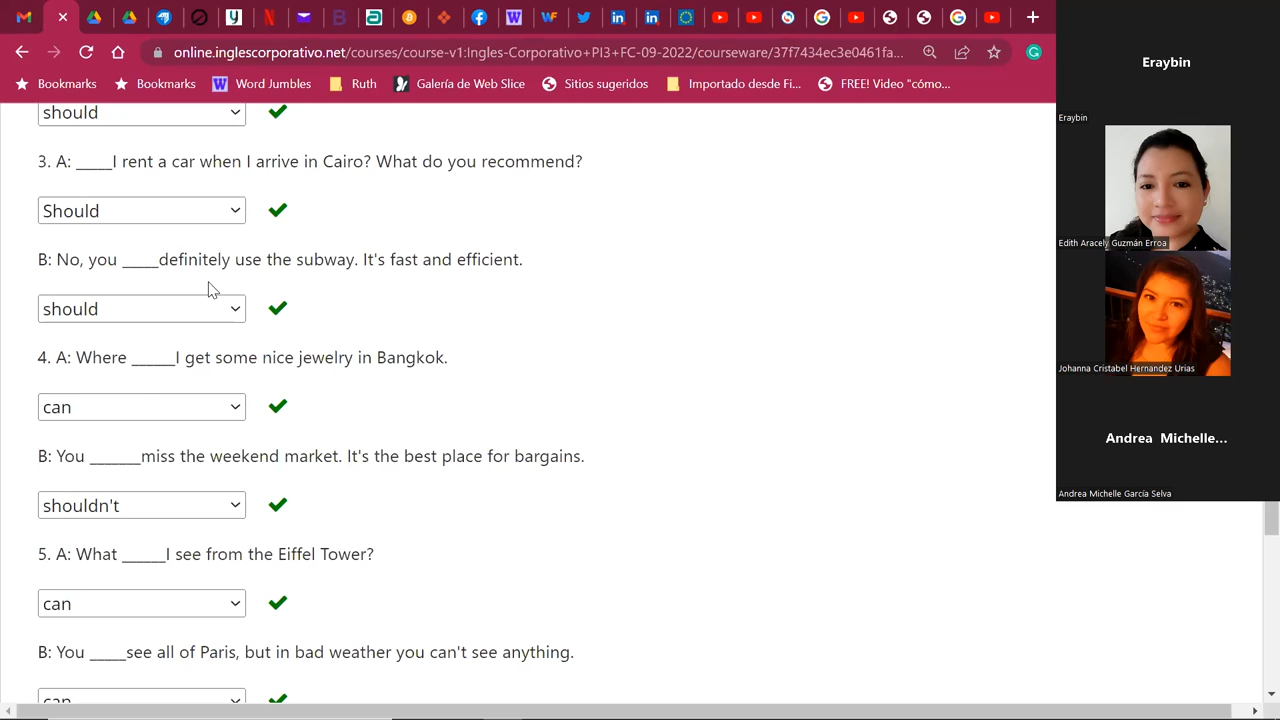 online.inglescorporativo.net/courses/course-v1:Ingles-Corporativo+PI3+FC-09-2022/courseware/37f7434ec3e0461fa...
Bookmarks
Bookmarks
Word Jumbles
Ruth
Galería de Web Slice
Sitios sugeridos
Importado desde Fi...
FREE! Video "cómo...
should
3. A: _____I rent a car when I arrive in Cairo? What do you recommend?
Should
B: No, you _____definitely use the subway. It's fast and efficient.
should
4. A: Where ______I get some nice jewelry in Bangkok.
can
B: You _______miss the weekend market. It's the best place for bargains.
shouldn't
5. A: What ______I see from the Eiffel Tower?
can
B: You _____see all of Paris, but in bad weather you can't see anything.
can
Eraybin
Eraybin
Edith Aracely Guzmán Erroa
Johanna Cristabel Hernandez Urias
Andrea Michelle...
Andrea Michelle García Selva